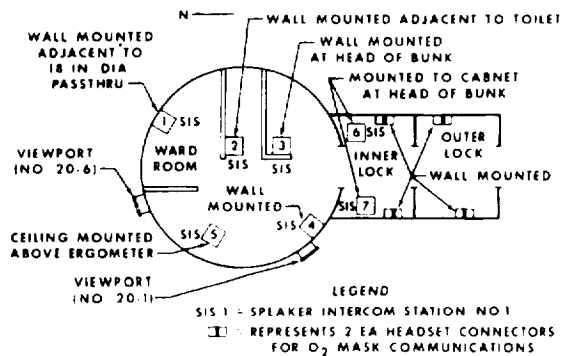 N
WALL MOUNTED ADJACENT TO TOILET
WALL MOUNTED
ADJACENT TO
18 IN DIA
PASSTHRU
WALL MOUNTED
AT HEAD OF BUNK
MOUNTED TO CABNET
AT HEAD OF BUNK
1 SIS
2
SIS
3
SIS
6 SIS
OUTER
LOCK
INNER
LOCK
WARD
ROOM
VIEWPORT
(NO 20-6)
WALL
MOUNTED
WALL
MOUNTED
SIS 7
4
SIS
SIS 5
CEILING MOUNTED
ABOVE ERGOMETER
VIEWPORT
(NO 20-1)
LEGEND
SIS 1 = SPEAKER INTERCOM STATION NO 1
= REPRESENTS 2 EA HEADSET CONNECTORS
FOR O2 MASK COMMUNICATIONS